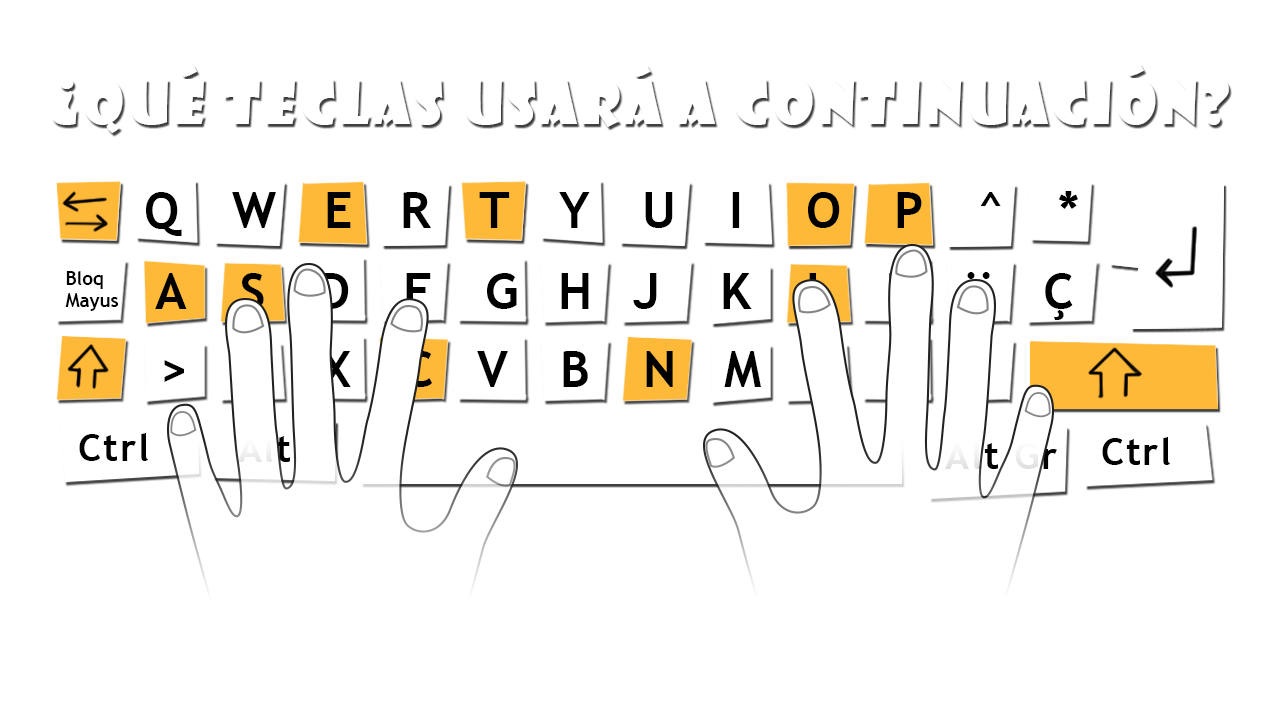 ¿QUÉ TECLAS USARÁ A CONTINUACIÓN?
Q W E R T Y U I O P ^ *
Bloq Mayus A S D F G H J K L ¨ Ç
> X C V B N M
Ctrl Alt Alt Gr Ctrl